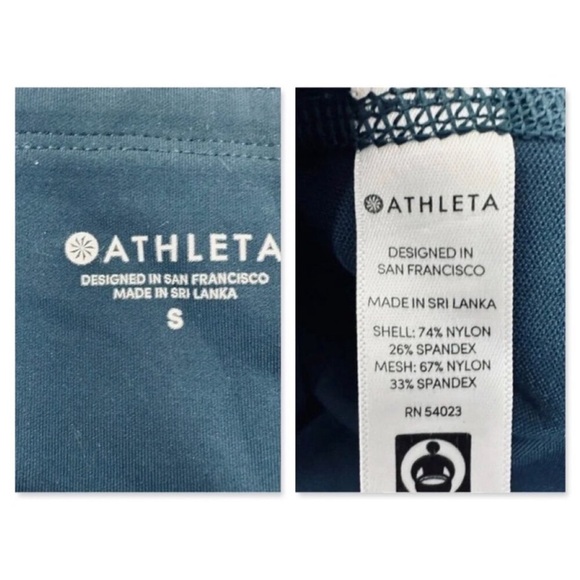 ATHLETA
DESIGNED IN SAN FRANCISCO
MADE IN SRI LANKA
S
ATHLETA
DESIGNED IN
SAN FRANCISCO
MADE IN SRI LANKA
SHELL: 74% NYLON
26% SPANDEX
MESH: 67% NYLON
33% SPANDEX
RN 54023